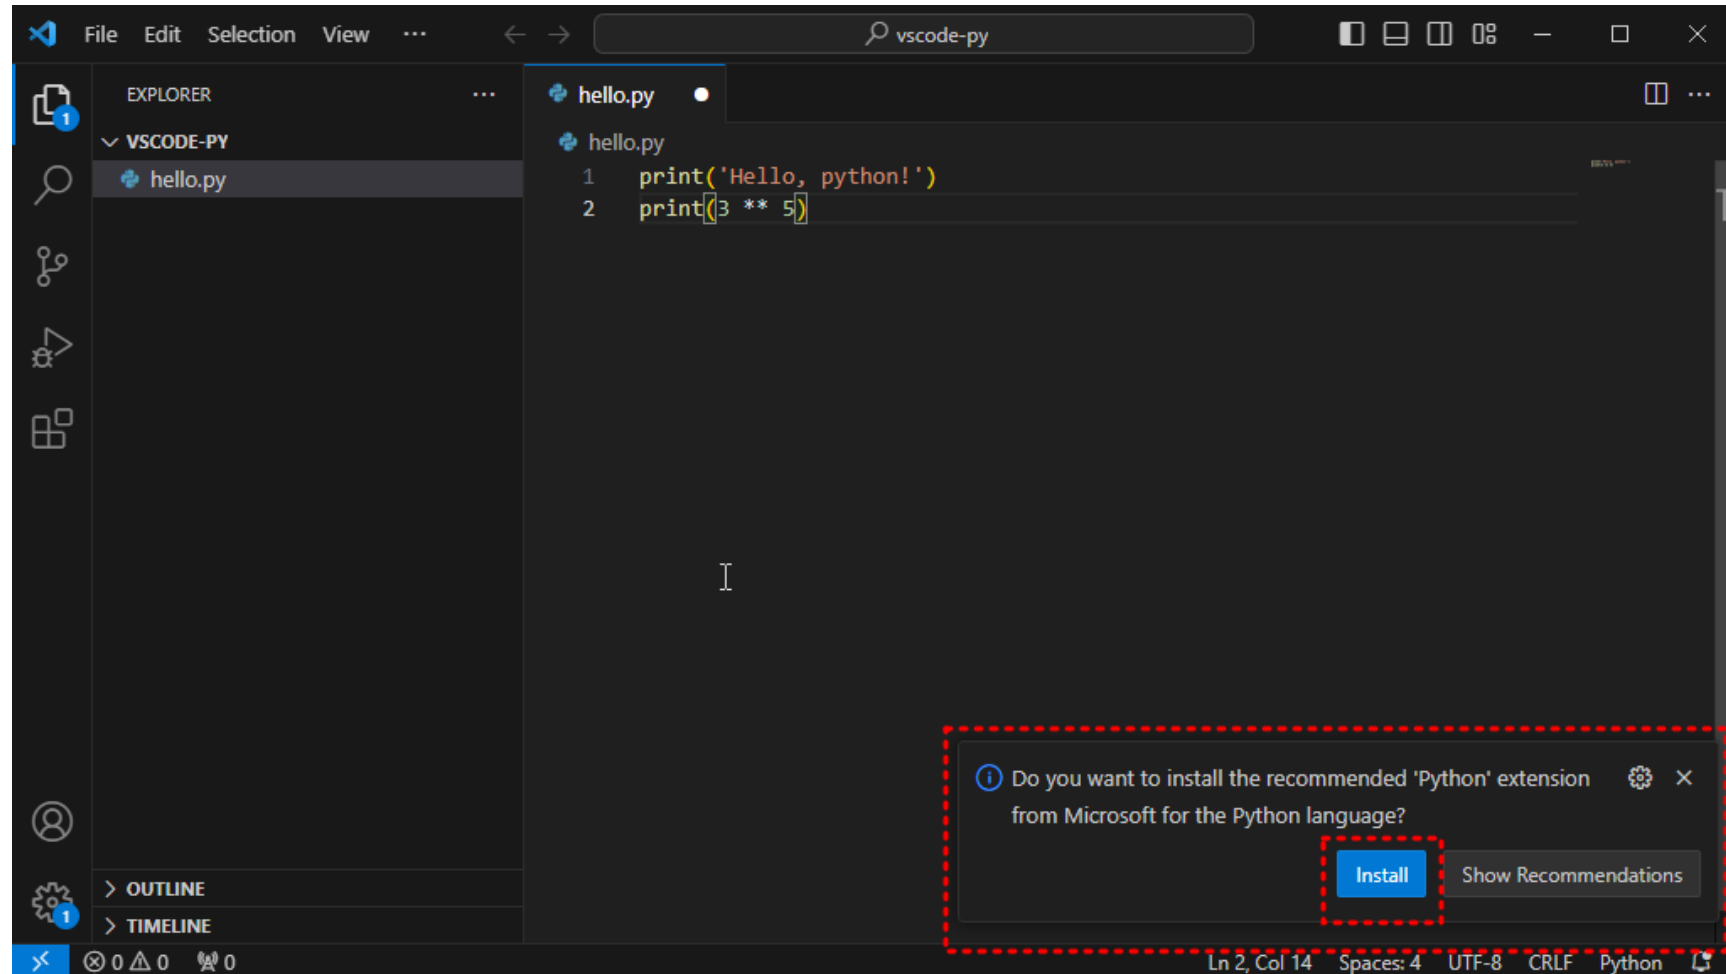 File Edit Selection View ··· vscode-py
EXPLORER ···
hello.py
VSCODE-PY
hello.py
hello.py
1 print('Hello, python!')
2 print(3 ** 5)
1
Do you want to install the recommended 'Python' extension
from Microsoft for the Python language?
Install Show Recommendations
OUTLINE
1
TIMELINE
0 0 0 Ln 2, Col 14 Spaces: 4 UTF-8 CRLF Python